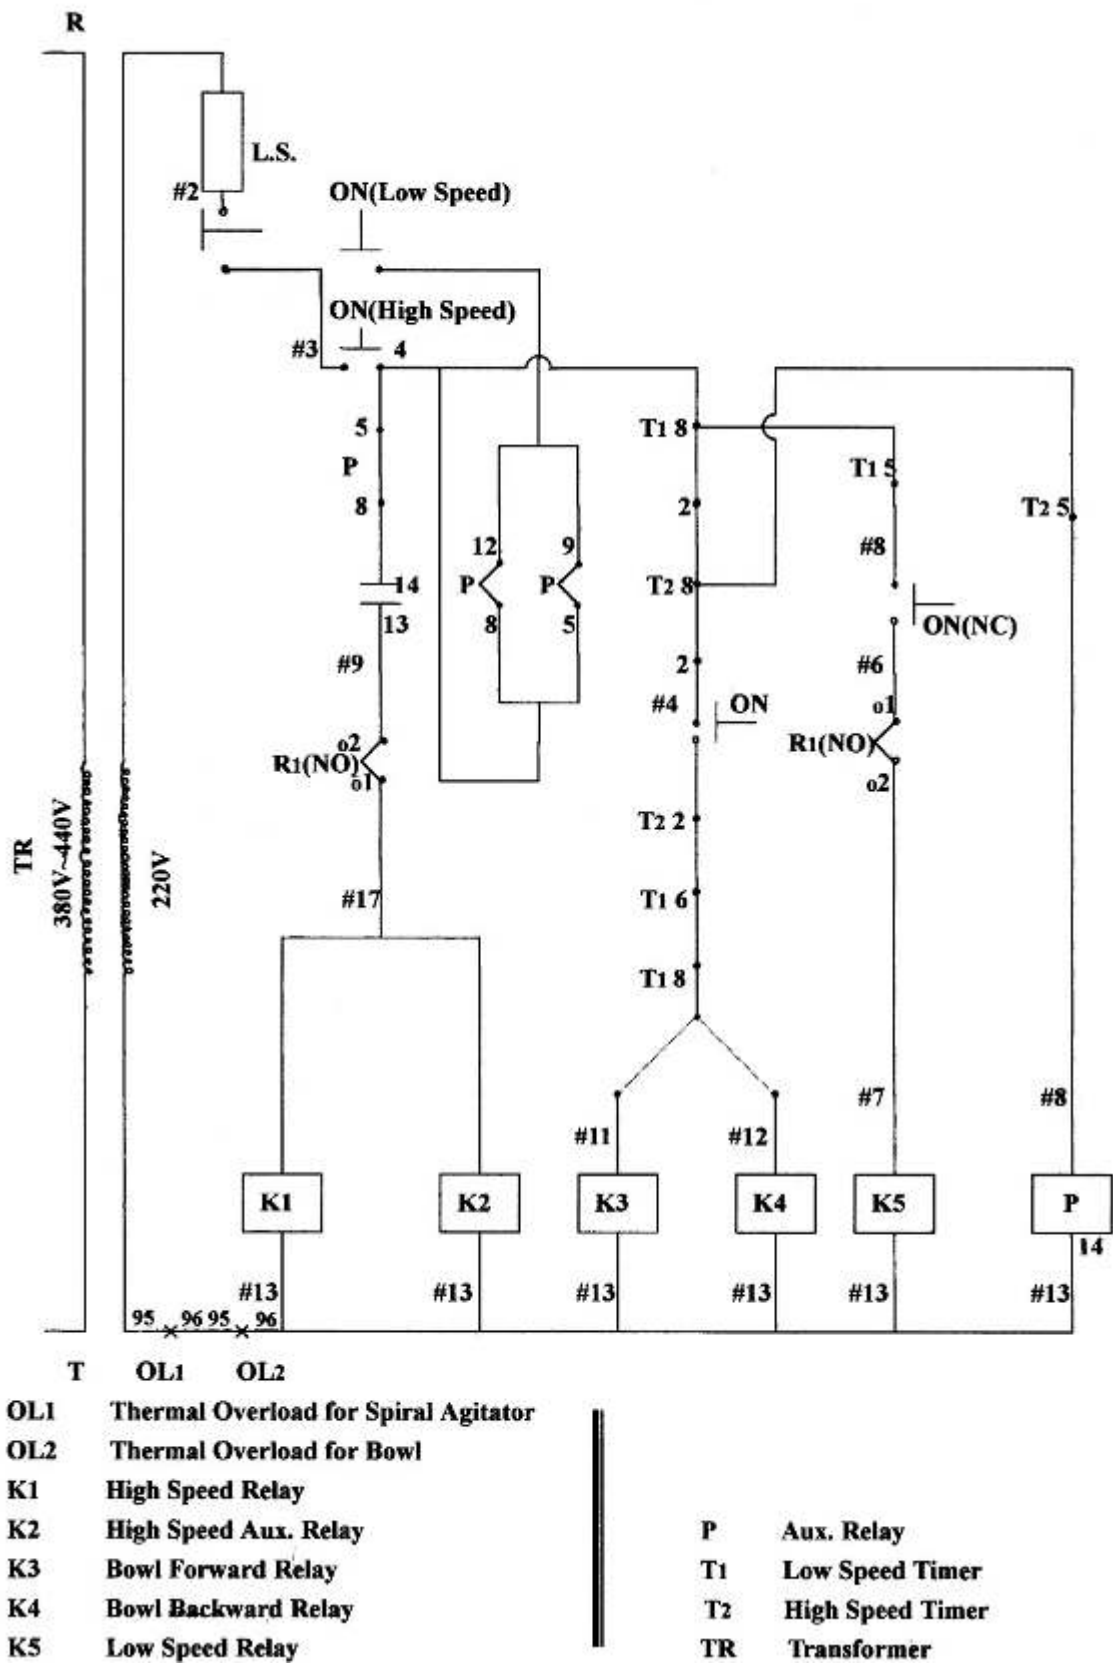 R
L.S.
#2
ON(Low Speed)
ON(High Speed)
#3
4
5
T1 8
P
T1 5
8
2
T2 5
12
9
#8
14
P
P
T2 8
13
8
5
ON(NC)
#9
2
#6
#4
ON
o1
o2
R1(NO)
R1(NO)
o1
o2
TR
380V~440V
220V
T2 2
T1 6
#17
T1 8
#7
#8
#11
#12
K1
K2
K3
K4
K5
P
14
#13
#13
#13
#13
#13
#13
95
96
95
96
T
OL1
OL2
OL1 Thermal Overload for Spiral Agitator
OL2 Thermal Overload for Bowl
K1 High Speed Relay
K2 High Speed Aux. Relay
K3 Bowl Forward Relay
K4 Bowl Backward Relay
K5 Low Speed Relay
P Aux. Relay
T1 Low Speed Timer
T2 High Speed Timer
TR Transformer